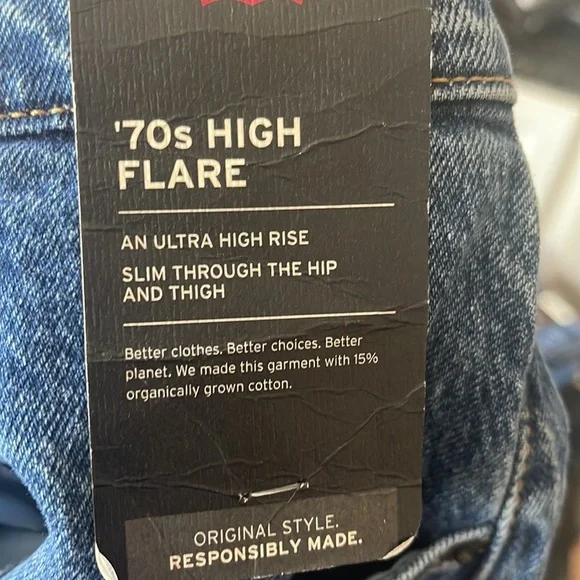 '70s HIGH
FLARE
AN ULTRA HIGH RISE
SLIM THROUGH THE HIP
AND THIGH
Better clothes. Better choices. Better
planet. We made this garment with 15%
organically grown cotton.
ORIGINAL STYLE.
RESPONSIBLY MADE.